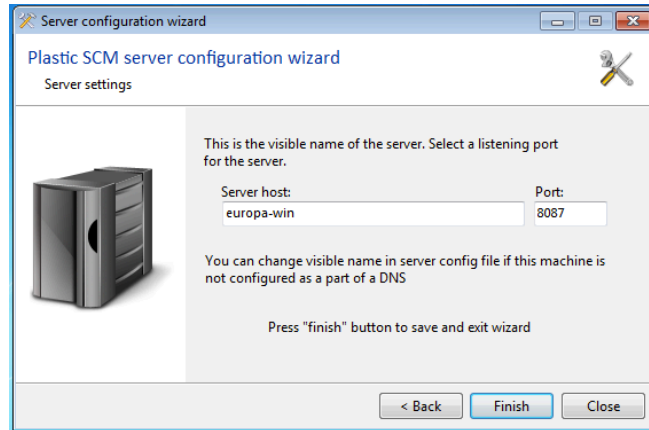 Server configuration wizard
Plastic SCM server configuration wizard
Server settings
This is the visible name of the server. Select a listening port
for the server.
Server host: Port:
europa-win 8087
You can change visible name in server config file if this machine is
not configured as a part of a DNS
Press "finish" button to save and exit wizard
< Back Finish Close